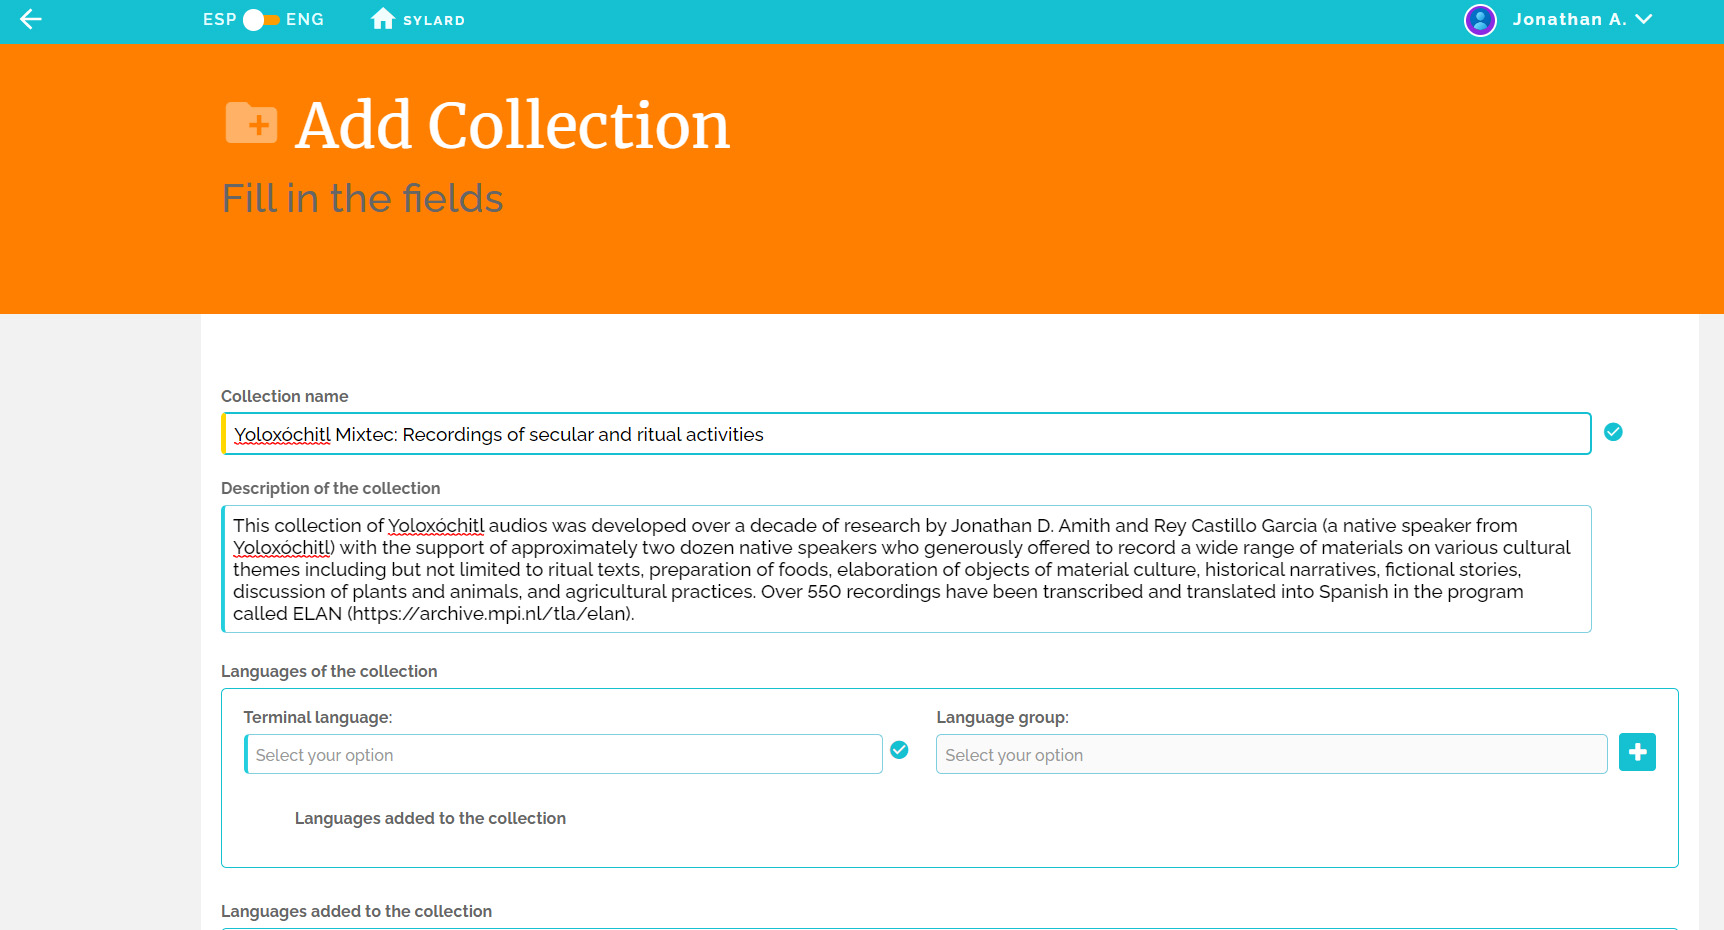 ESP ENG SYLARD Jonathan A.
Add Collection
Fill in the fields
Collection name
Yoloxóchitl Mixtec: Recordings of secular and ritual activities
Description of the collection
This collection of Yoloxóchitl audios was developed over a decade of research by Jonathan D. Amith and Rey Castillo Garcia (a native speaker from
Yoloxóchitl) with the support of approximately two dozen native speakers who generously offered to record a wide range of materials on various cultural
themes including but not limited to ritual texts, preparation of foods, elaboration of objects of material culture, historical narratives, fictional stories,
discussion of plants and animals, and agricultural practices. Over 550 recordings have been transcribed and translated into Spanish in the program
called ELAN (https://archive.mpi.nl/tla/elan).
Languages of the collection
Terminal language: Language group:
Select your option Select your option
Languages added to the collection
Languages added to the collection